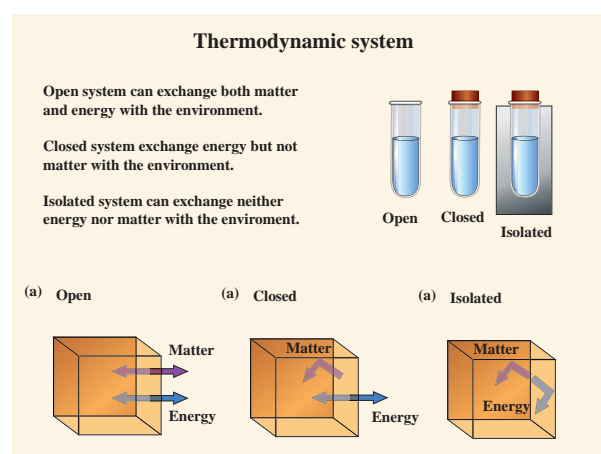 Thermodynamic system
Open system can exchange both matter
and energy with the environment.
Closed system exchange energy but not
matter with the environment.
Isolated system can exchange neither
energy nor matter with the enviroment.
Open
Closed
Isolated
(a) Open
(a) Closed
(a) Isolated
Matter
Energy
Matter
Energy
Matter
Energy